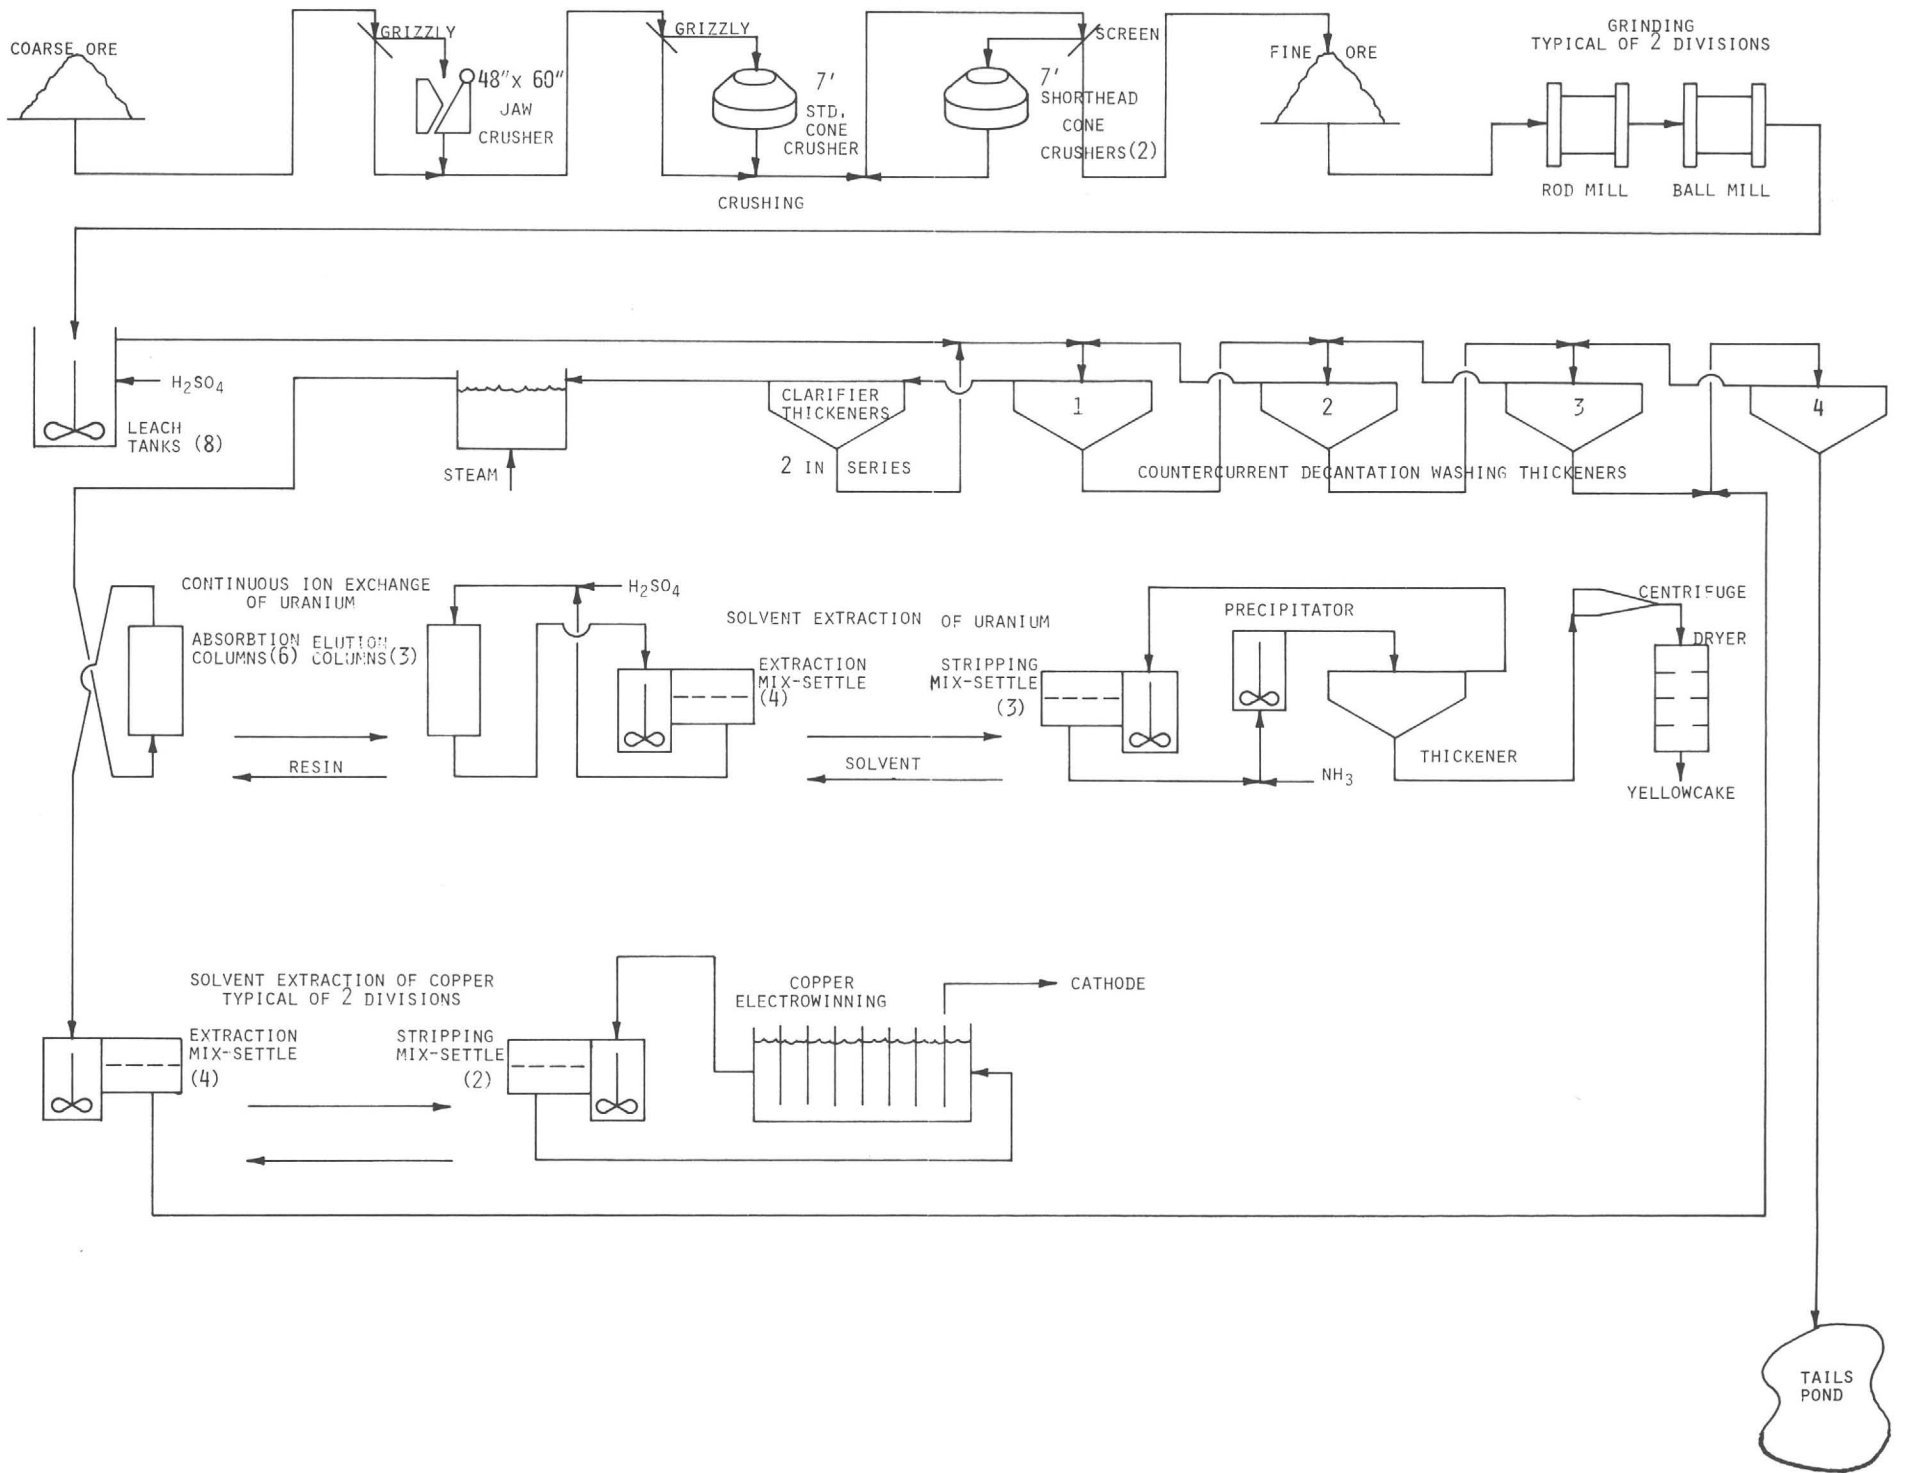 COARSE ORE
GRIZZLY
48" x 60"
JAW
CRUSHER
GRIZZLY
7'
STD.
CONE
CRUSHER
SCREEN
7'
SHORTHEAD
CONE
CRUSHERS(2)
CRUSHING
FINE ORE
GRINDING
TYPICAL OF 2 DIVISIONS
ROD MILL
BALL MILL
H₂SO₄
LEACH
TANKS (8)
STEAM
CLARIFIER
THICKENERS
2 IN SERIES
1
2
3
4
COUNTERCURRENT DECANTATION WASHING THICKENERS
CONTINUOUS ION EXCHANGE
OF URANIUM
ABSORBTION
COLUMNS(6)
ELUTION
COLUMNS(3)
RESIN
H₂SO₄
SOLVENT EXTRACTION OF URANIUM
EXTRACTION
MIX-SETTLE
(4)
STRIPPING
MIX-SETTLE
(3)
SOLVENT
PRECIPITATOR
NH₃
THICKENER
CENTRIFUGE
DRYER
YELLOWCAKE
SOLVENT EXTRACTION OF COPPER
TYPICAL OF 2 DIVISIONS
EXTRACTION
MIX-SETTLE
(4)
STRIPPING
MIX-SETTLE
(2)
COPPER
ELECTROWINNING
CATHODE
TAILS
POND